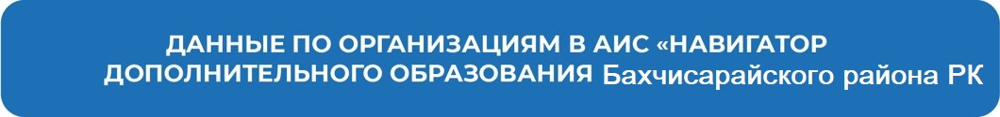 ДАННЫЕ ПО ОРГАНИЗАЦИЯМ В АИС «НАВИГАТОР
ДОПОЛНИТЕЛЬНОГО ОБРАЗОВАНИЯ Бахчисарайского района РК